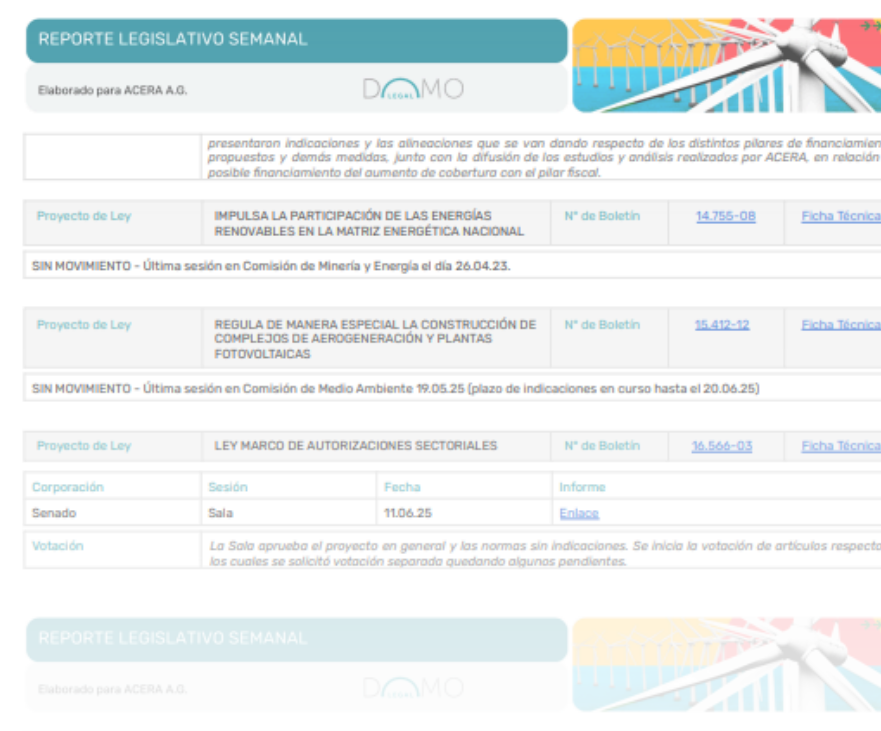 REPORTE LEGISLATIVO SEMANAL
Elaborado para ACERA A.G.
DOMO
LEGAL
presentaron indicaciones y las alineaciones que se van dando respecto de los distintos pilares de financiamien
propuestos y demás medidas, junto con la difusión de los estudios y análisis realizados por ACERA, en relación
posible financiamiento del aumento de cobertura con el pilar fiscal.
Proyecto de Ley
IMPULSA LA PARTICIPACIÓN DE LAS ENERGÍAS
RENOVABLES EN LA MATRIZ ENERGÉTICA NACIONAL
N° de Boletín
14.755-08
Ficha Técnica
SIN MOVIMIENTO - Última sesión en Comisión de Minería y Energía el día 26.04.23.
Proyecto de Ley
REGULA DE MANERA ESPECIAL LA CONSTRUCCIÓN DE
COMPLEJOS DE AEROGENERACIÓN Y PLANTAS
FOTOVOLTAICAS
N° de Boletín
15.412-12
Ficha Técnica
SIN MOVIMIENTO - Última sesión en Comisión de Medio Ambiente 19.05.25 (plazo de indicaciones en curso hasta el 20.06.25)
Proyecto de Ley
LEY MARCO DE AUTORIZACIONES SECTORIALES
N° de Boletín
16.566-03
Ficha Técnica
Corporación
Sesión
Fecha
Informe
Senado
Sala
11.06.25
Enlace
Votación
La Sala aprueba el proyecto en general y las normas sin indicaciones. Se inicia la votación de artículos respecto
los cuales se solicitó votación separada quedando algunos pendientes.
REPORTE LEGISLATIVO SEMANAL
Elaborado para ACERA A.G.
DOMO
LEGAL